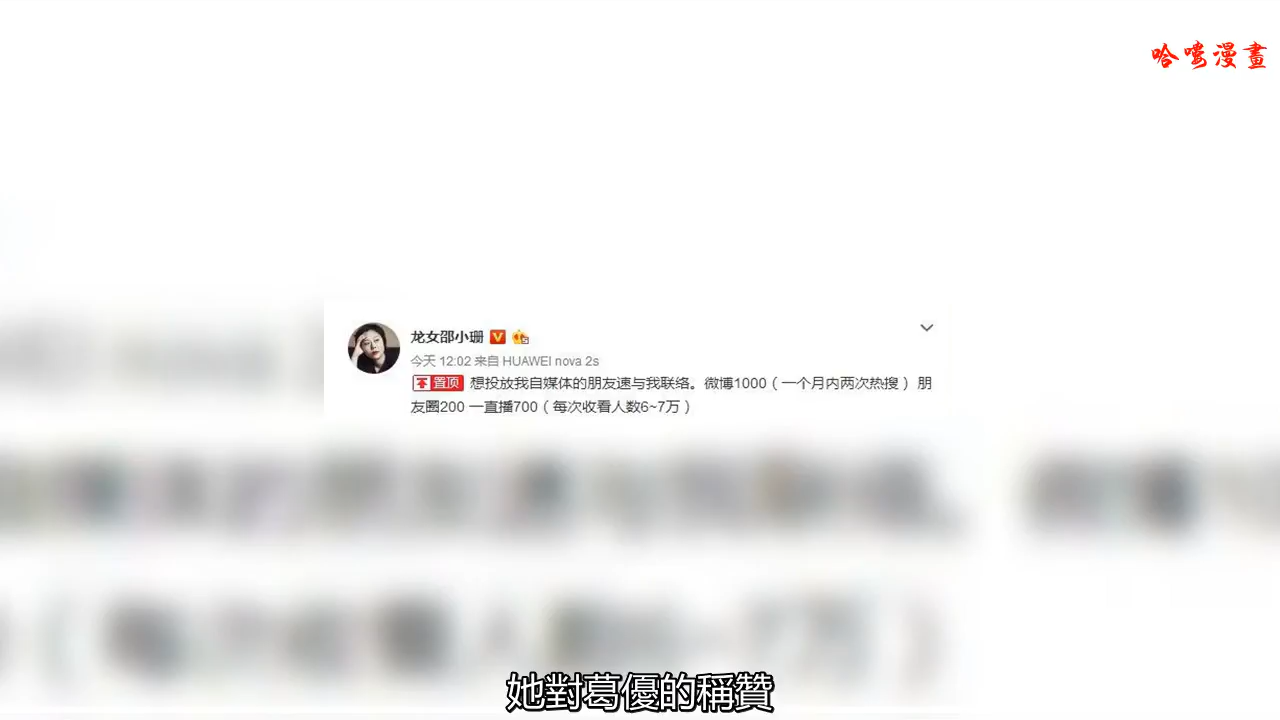 哈嘍漫畫
龙女邵小珊
今天 12:02 来自 HUAWEI nova 2s
置顶 想投放我自媒体的朋友速与我联络。微博1000（一个月内两次热搜） 朋
友圈200 一直播700（每次收看人数6~7万）
她對葛優的稱贊